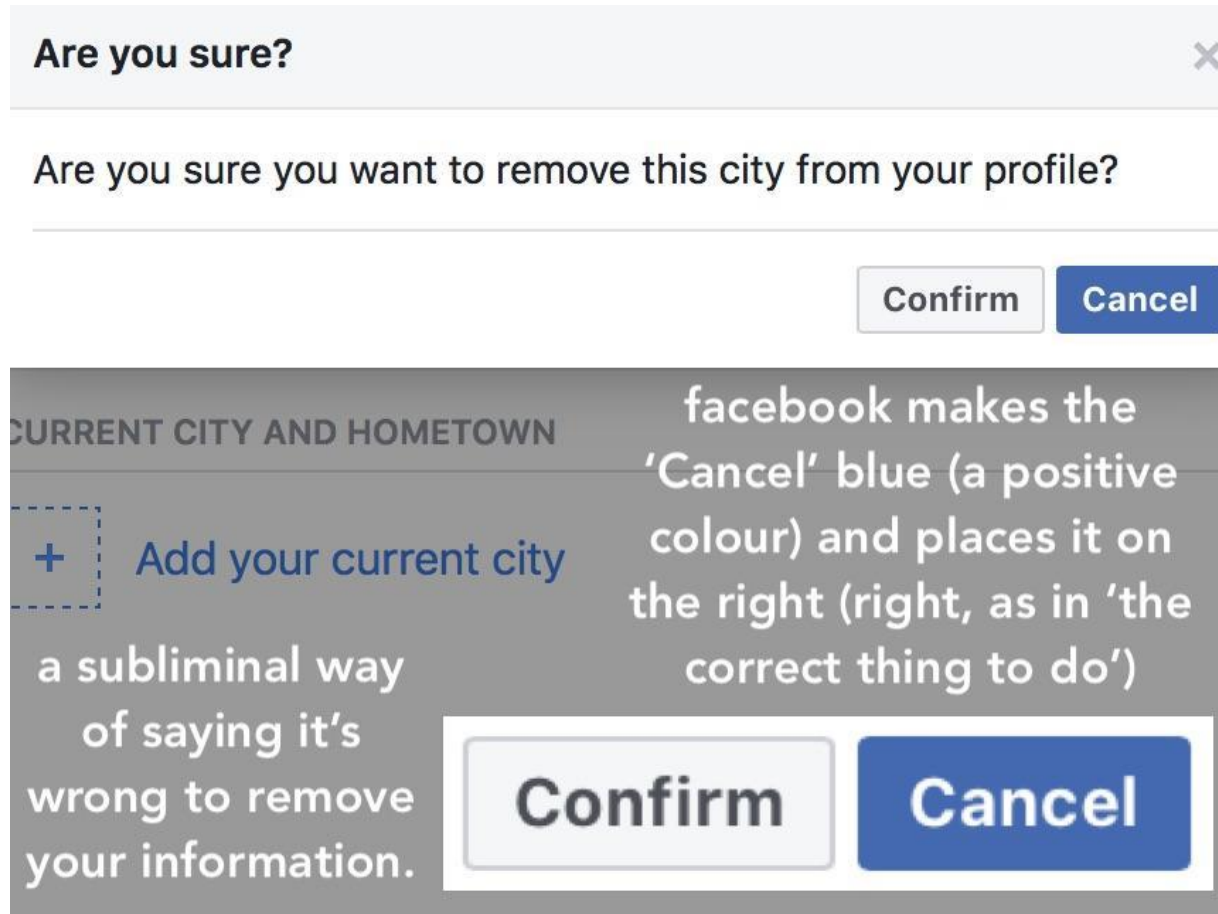 Are you sure?
Are you sure you want to remove this city from your profile?
Confirm Cancel
CURRENT CITY AND HOMETOWN
+ Add your current city
facebook makes the
‘Cancel’ blue (a positive
colour) and places it on
the right (right, as in ‘the
correct thing to do’)
a subliminal way
of saying it’s
wrong to remove
your information.
Confirm Cancel